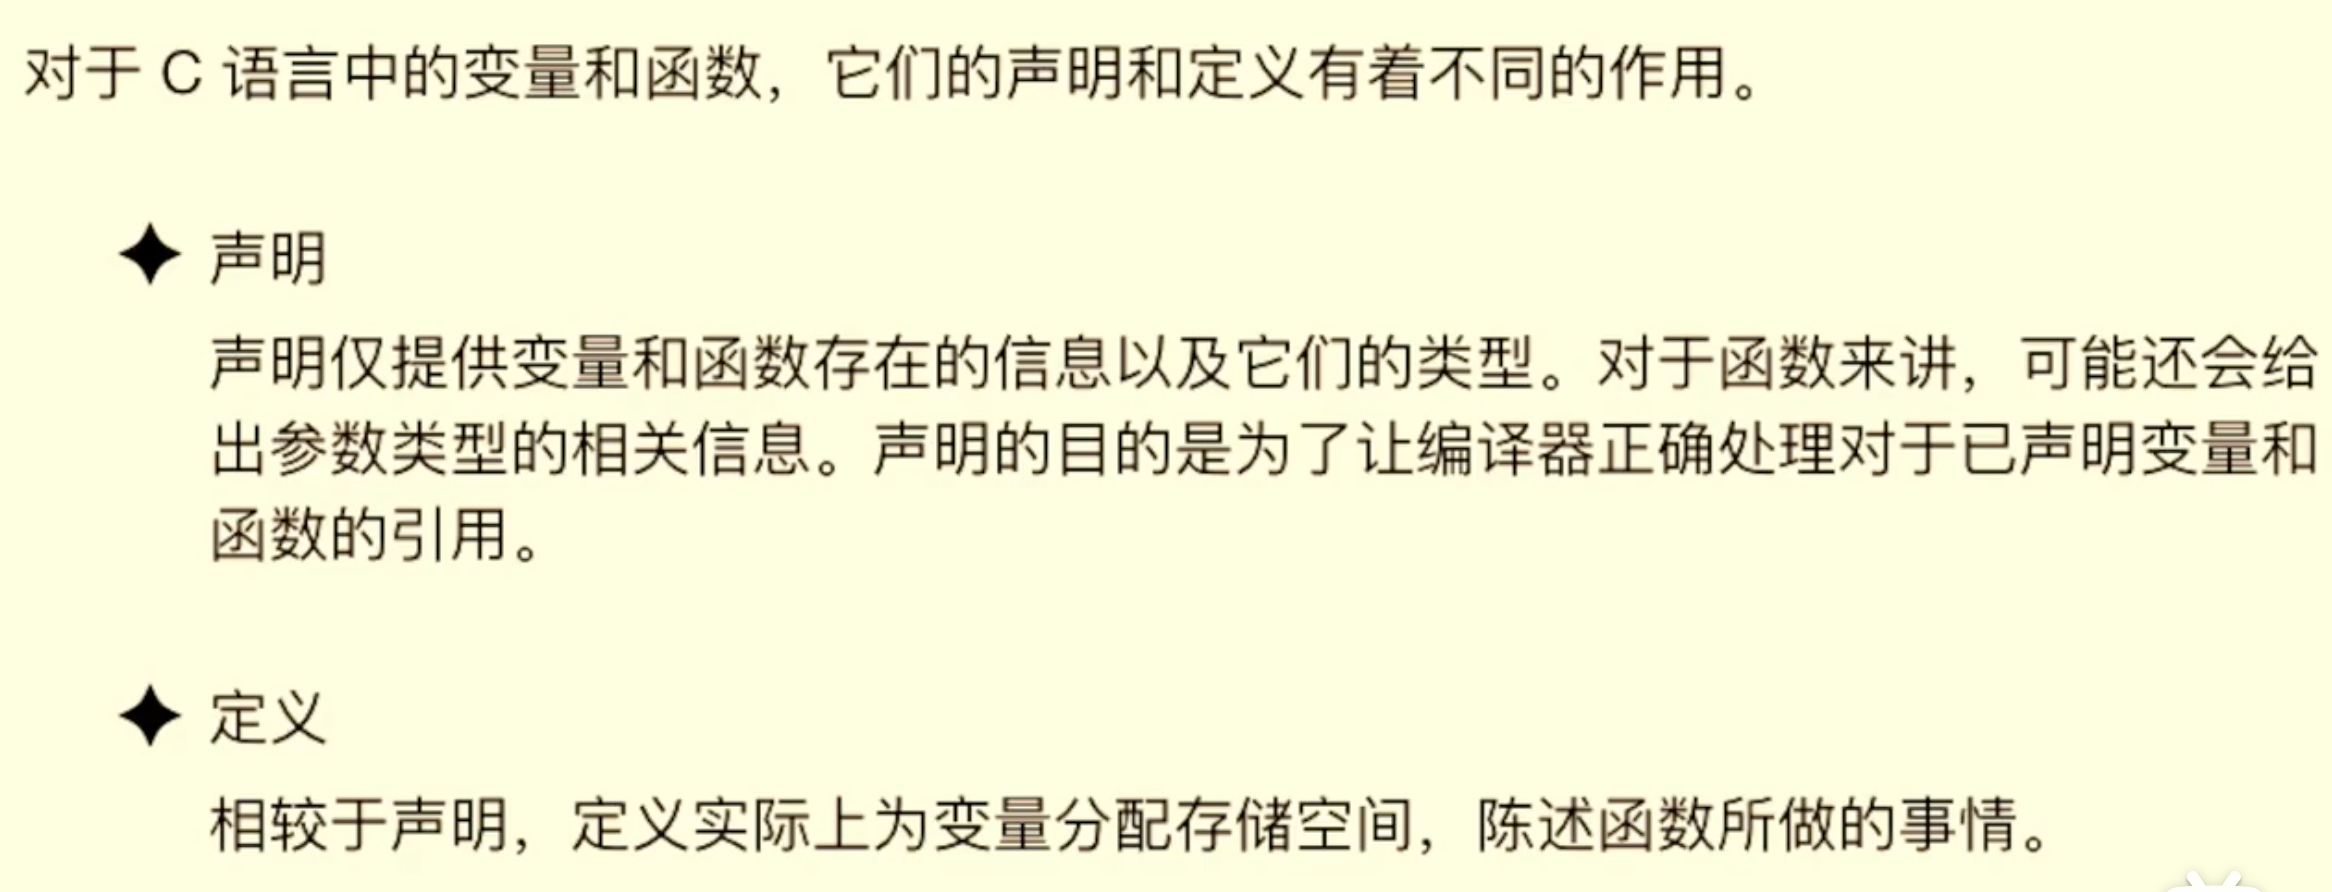 对于 C 语言中的变量和函数，它们的声明和定义有着不同的作用。
声明
声明仅提供变量和函数存在的信息以及它们的类型。对于函数来讲，可能还会给
出参数类型的相关信息。声明的目的是为了让编译器正确处理对于已声明变量和
函数的引用。
定义
相较于声明，定义实际上为变量分配存储空间，陈述函数所做的事情。